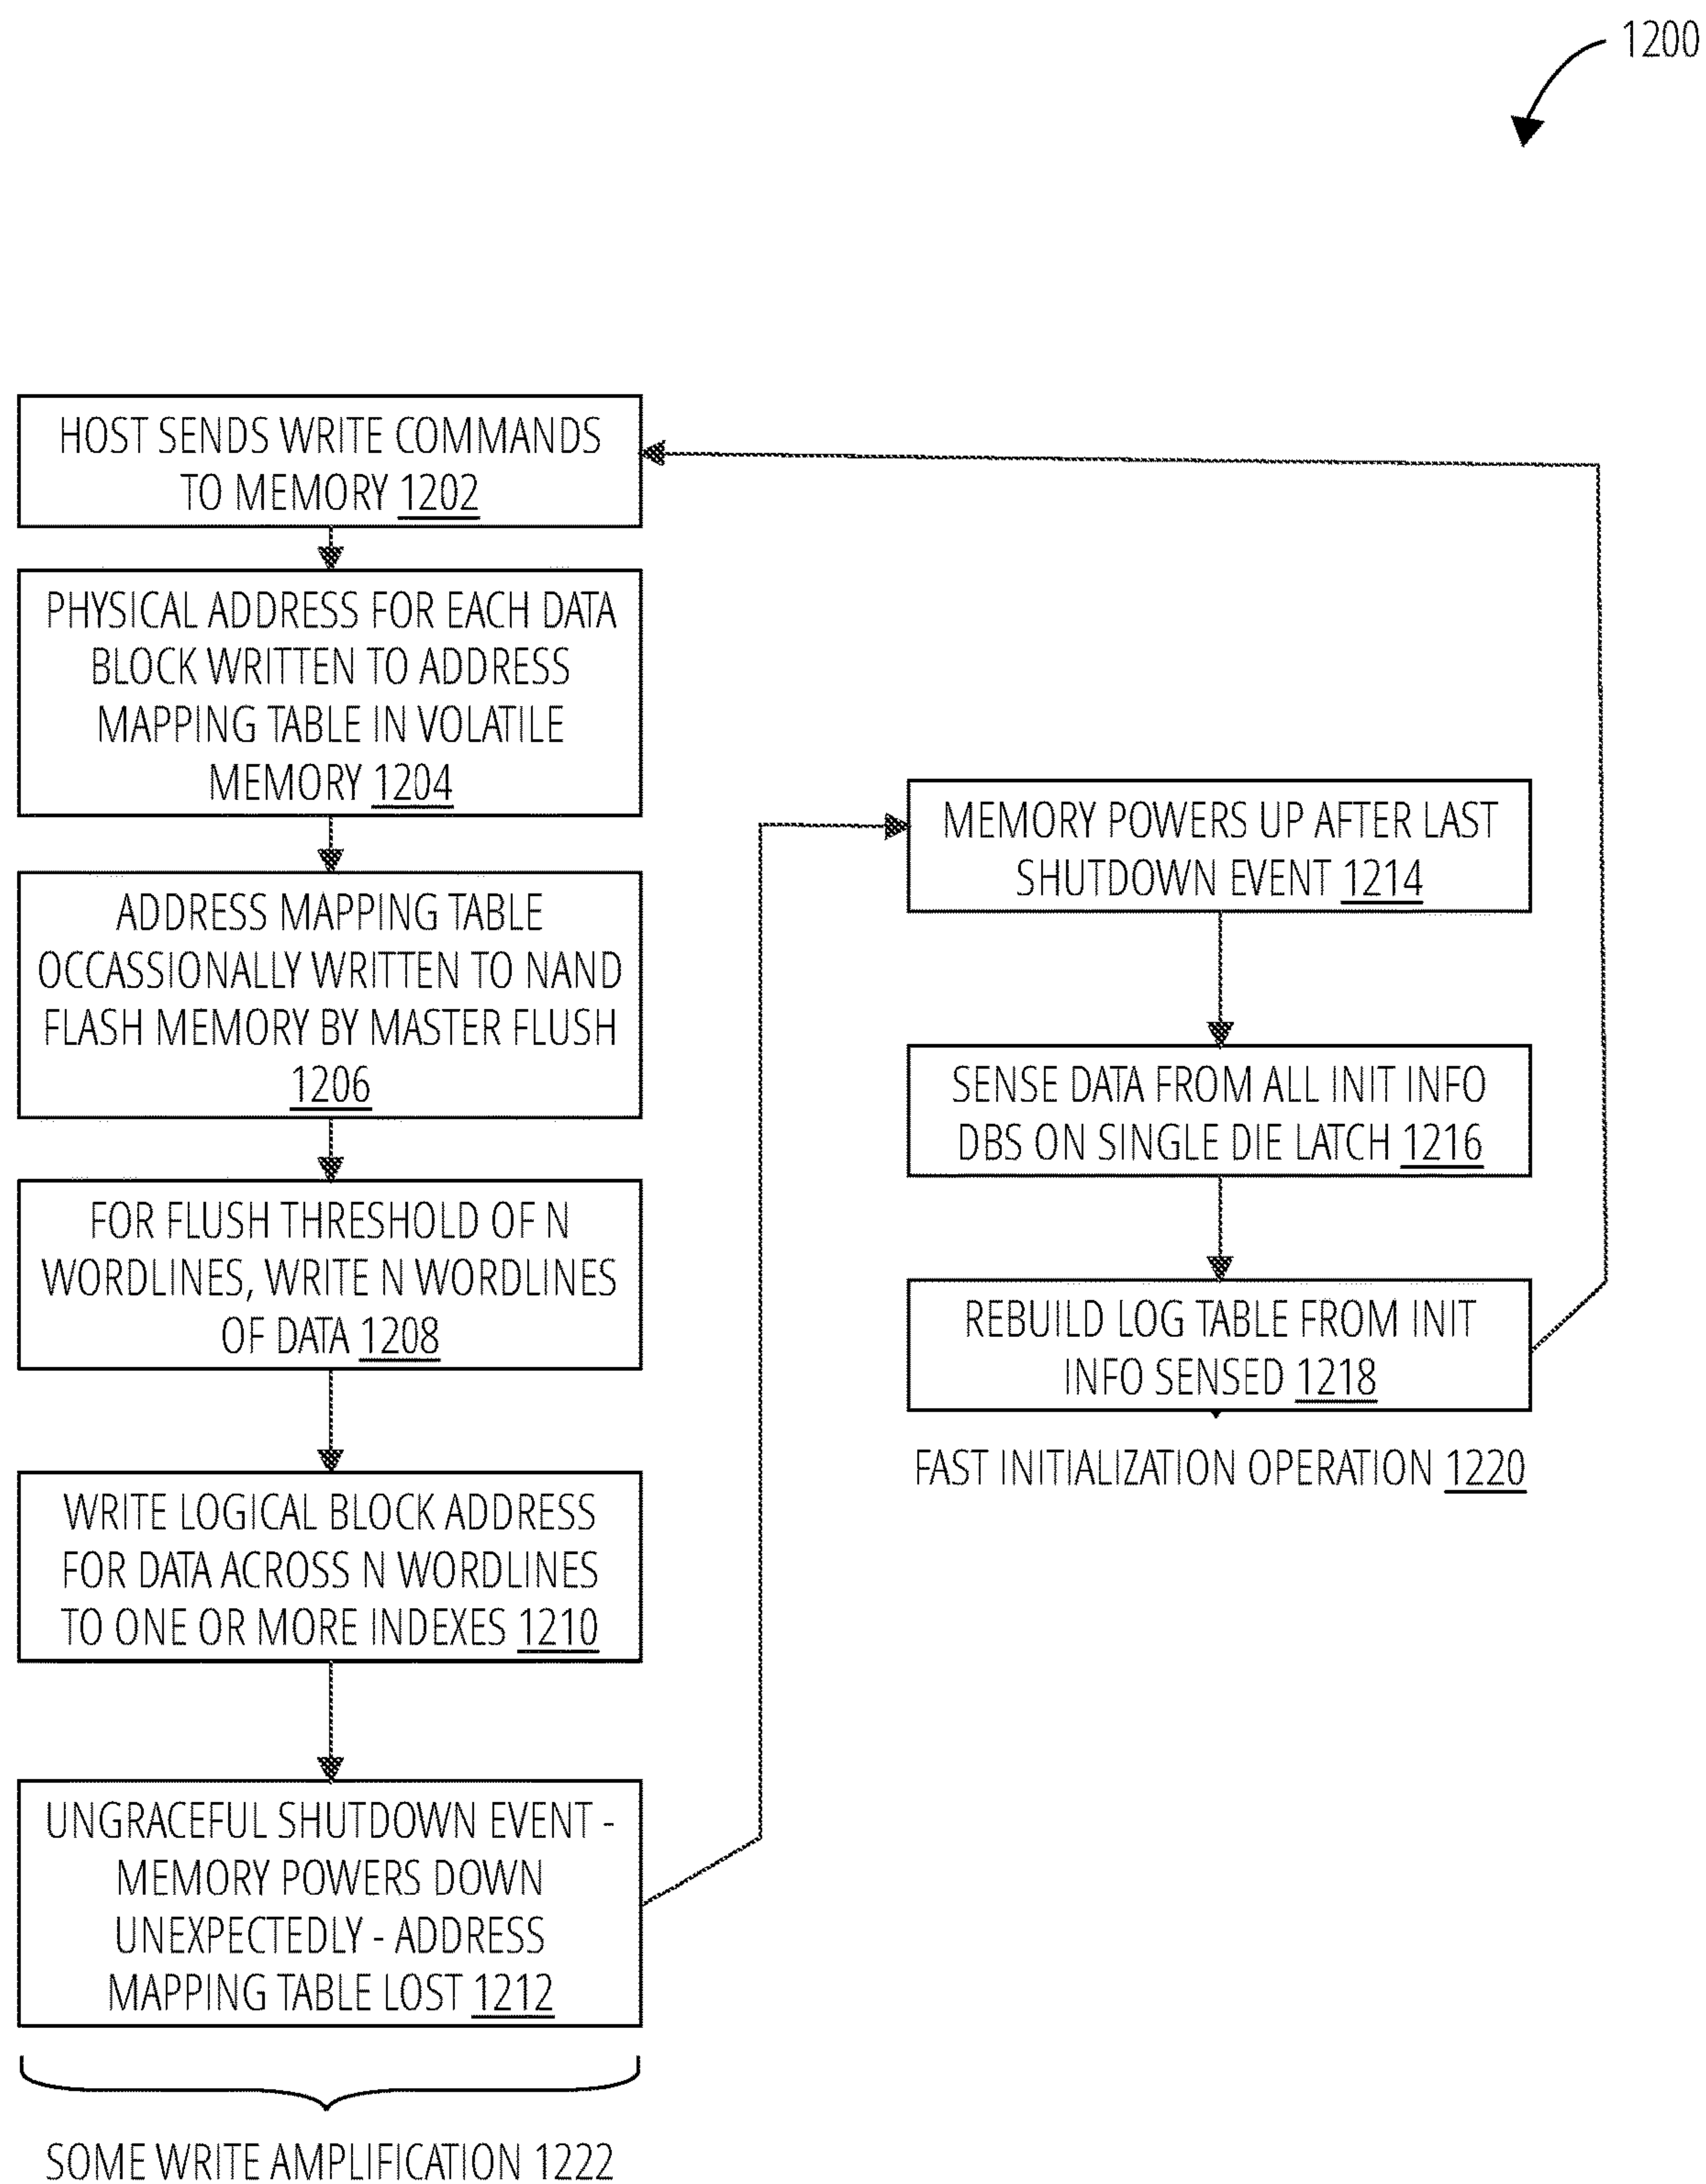 1200
HOST SENDS WRITE COMMANDS
TO MEMORY 1202
PHYSICAL ADDRESS FOR EACH DATA
BLOCK WRITTEN TO ADDRESS
MAPPING TABLE IN VOLATILE
MEMORY 1204
ADDRESS MAPPING TABLE
OCCASSIONALLY WRITTEN TO NAND
FLASH MEMORY BY MASTER FLUSH
1206
FOR FLUSH THRESHOLD OF N
WORDLINES, WRITE N WORDLINES
OF DATA 1208
WRITE LOGICAL BLOCK ADDRESS
FOR DATA ACROSS N WORDLINES
TO ONE OR MORE INDEXES 1210
UNGRACEFUL SHUTDOWN EVENT -
MEMORY POWERS DOWN
UNEXPECTEDLY - ADDRESS
MAPPING TABLE LOST 1212
SOME WRITE AMPLIFICATION 1222
MEMORY POWERS UP AFTER LAST
SHUTDOWN EVENT 1214
SENSE DATA FROM ALL INIT INFO
DBS ON SINGLE DIE LATCH 1216
REBUILD LOG TABLE FROM INIT
INFO SENSED 1218
FAST INITIALIZATION OPERATION 1220